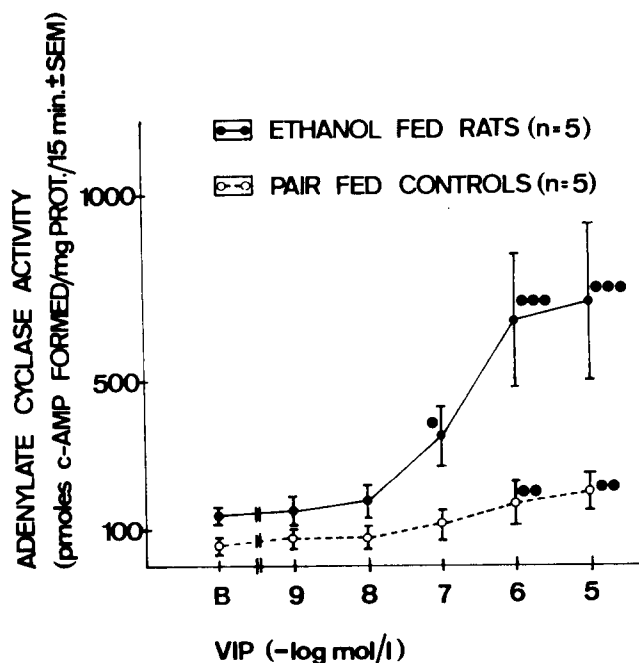 ETHANOL FED RATS (n=5)
PAIR FED CONTROLS (n=5)
ADENYLATE CYCLASE ACTIVITY
(pmoles c-AMP FORMED/mg PROT./15 min.±SEM)
1000
500
100
B 9 8 7 6 5
VIP (-log mol/l)